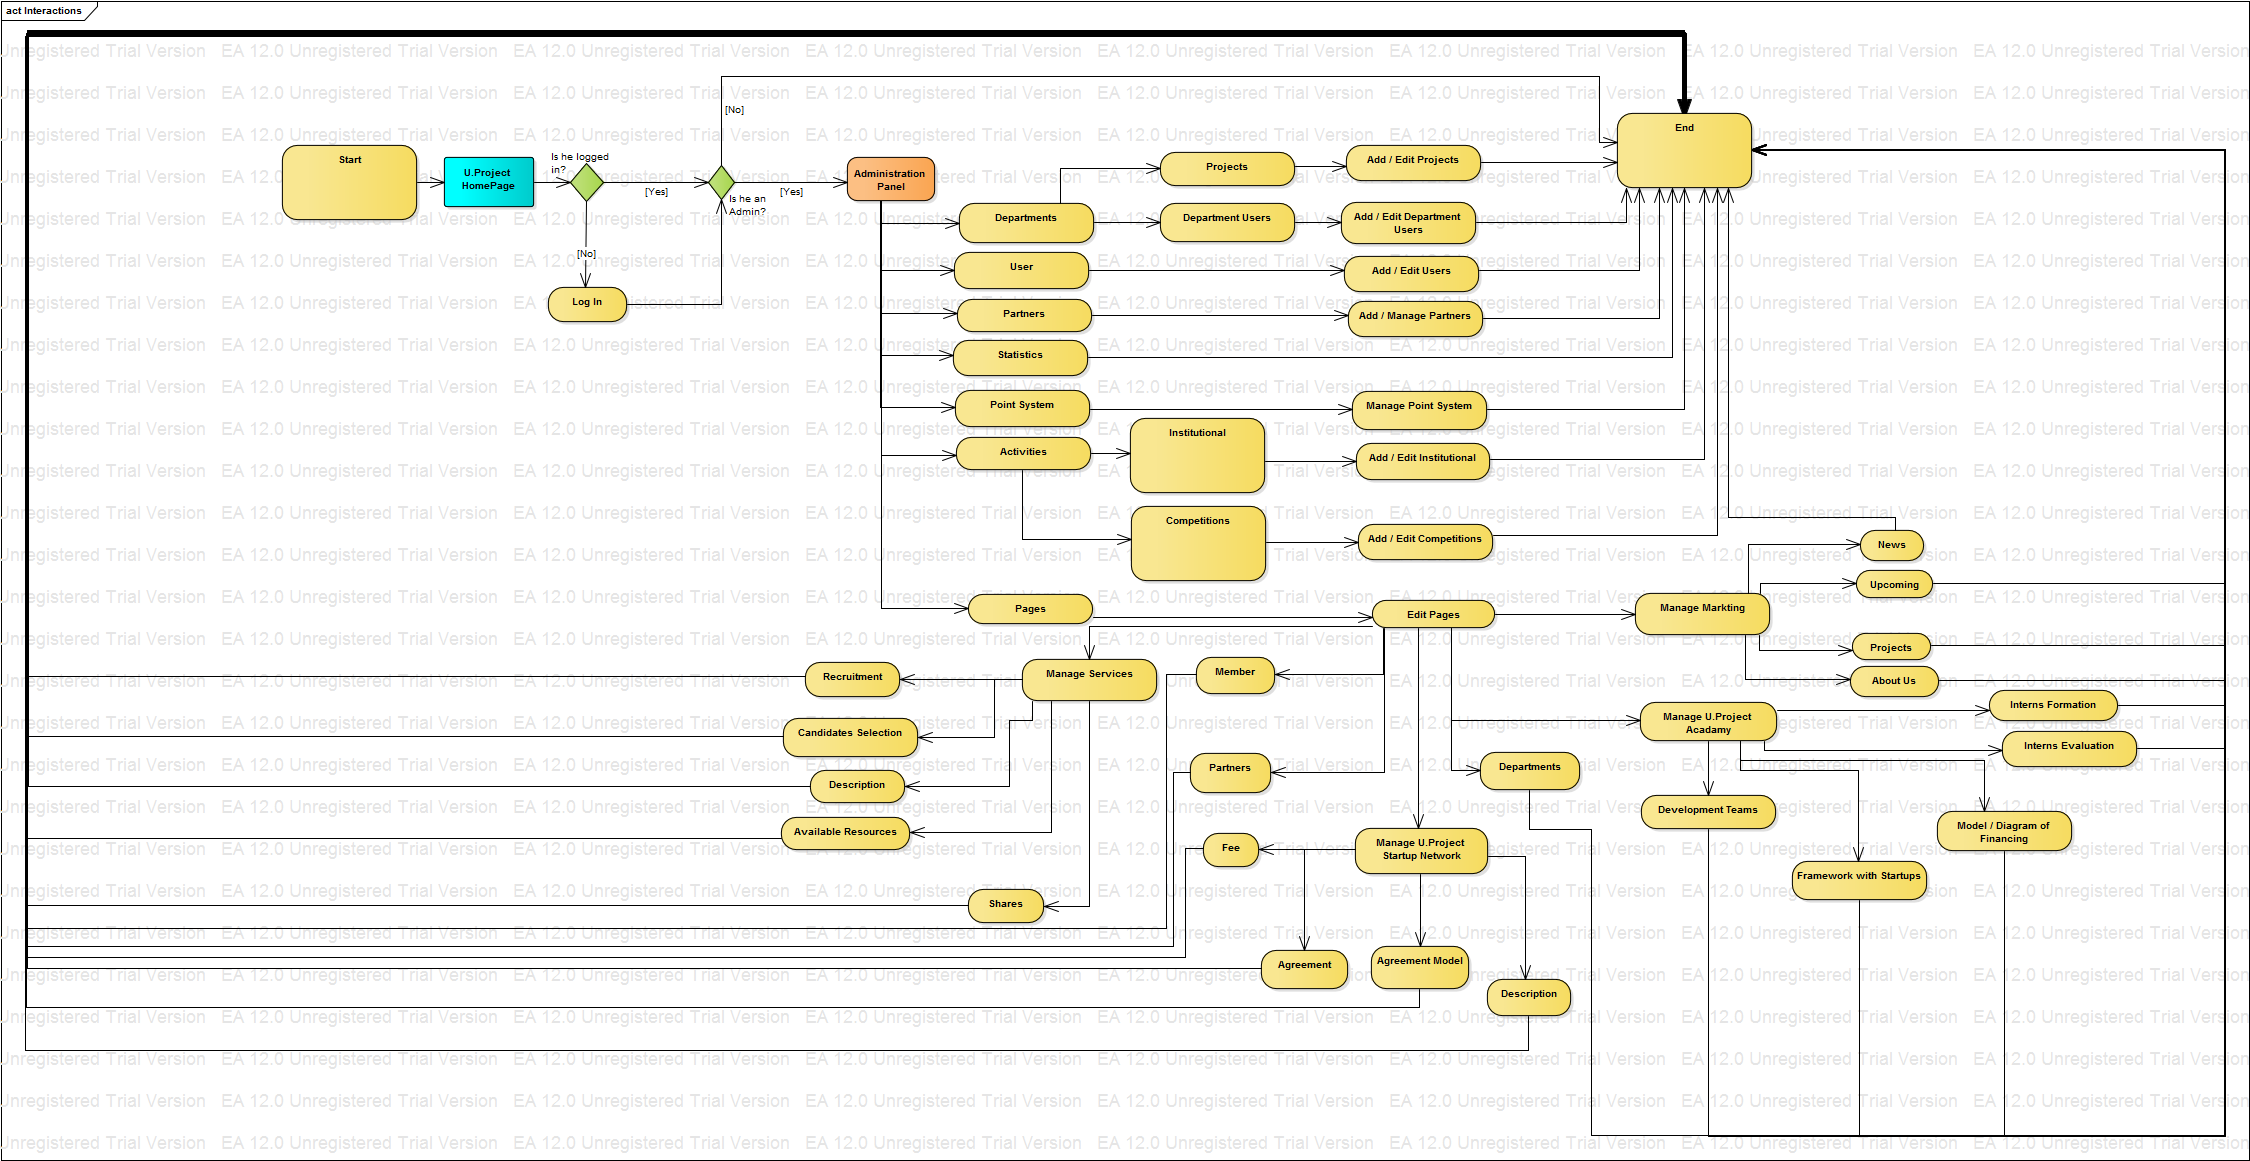 act Interactions
Start
U.Project
HomePage
Is he logged
in?
[Yes]
[No]
Log In
[No]
Is he an
Admin?
[Yes]
Administration
Panel
End
Projects
Add / Edit Projects
Departments
Department Users
Add / Edit Department
Users
User
Add / Edit Users
Partners
Add / Manage Partners
Statistics
Point System
Manage Point System
Activities
Institutional
Add / Edit Institutional
Competitions
Add / Edit Competitions
Pages
Edit Pages
Manage Markting
News
Upcoming
Projects
About Us
Manage Services
Recruitment
Candidates Selection
Description
Available Resources
Shares
Member
Partners
Fee
Manage U.Project
Startup Network
Agreement
Agreement Model
Description
Departments
Manage U.Project
Acadamy
Interns Formation
Interns Evaluation
Development Teams
Framework with Startups
Model / Diagram of
Financing
EA 12.0 Unregistered Trial Version